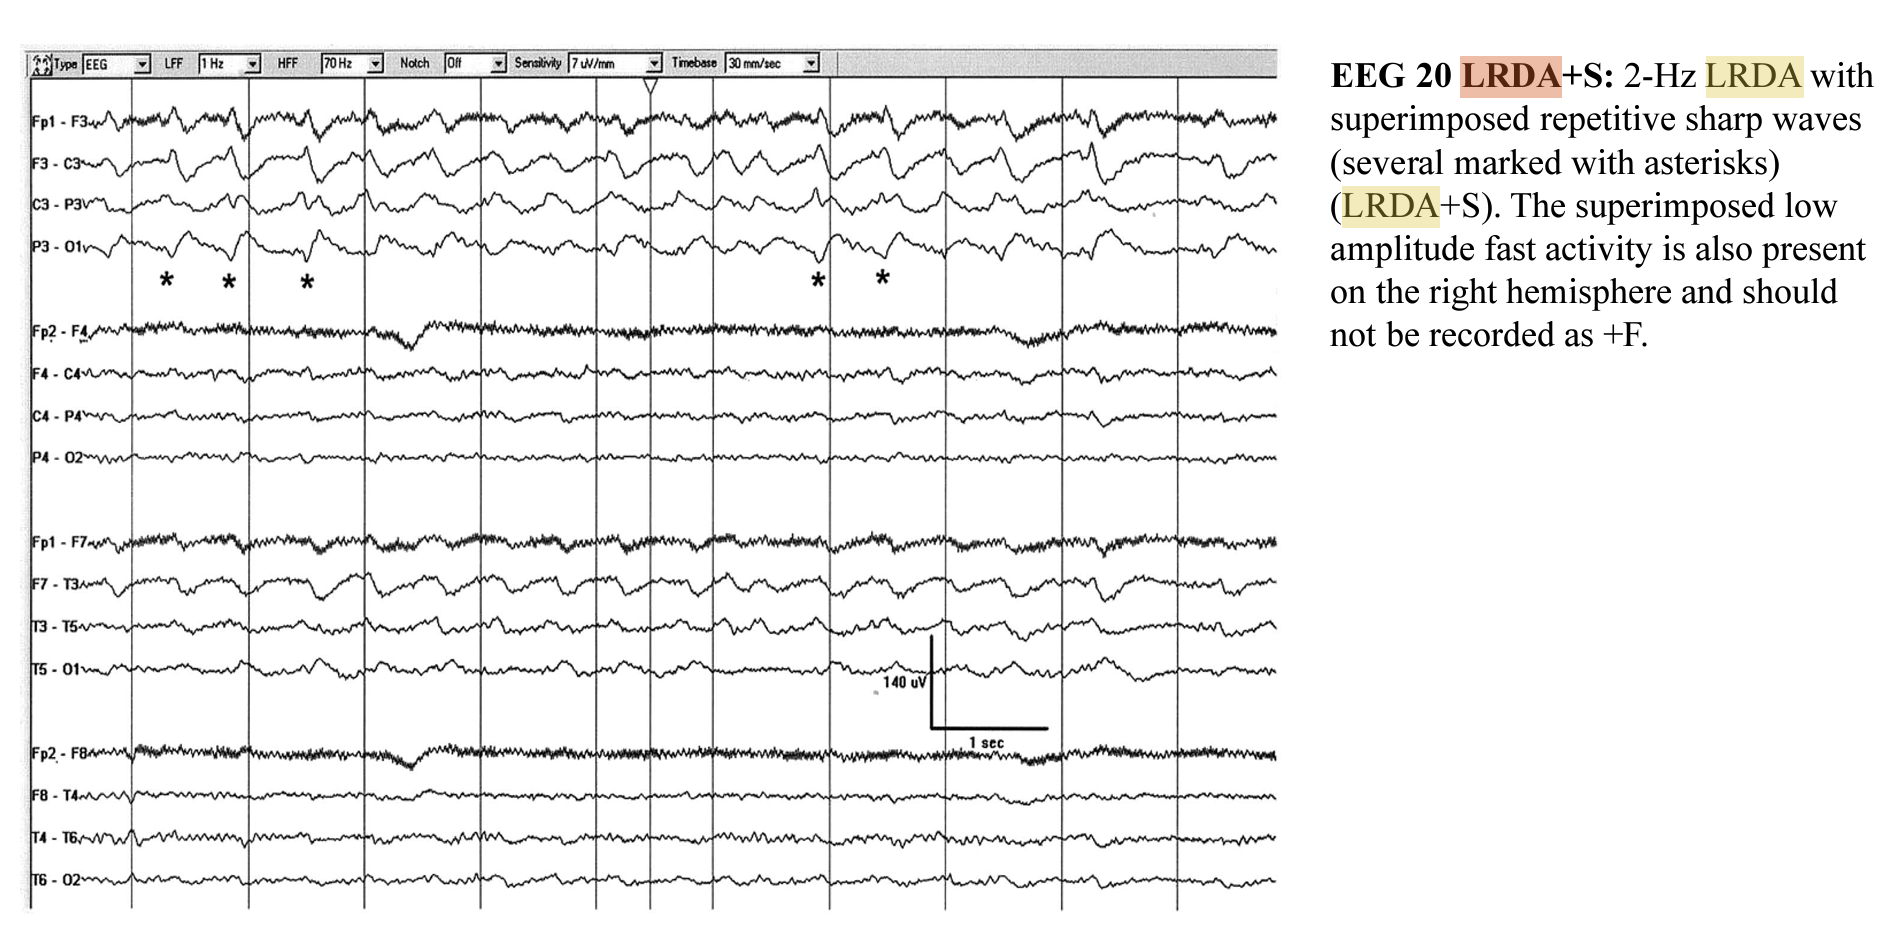 Type EEG LFF 1 Hz HFF 70 Hz Notch Off Sensitivity 7 uV/mm Timebase 30 mm/sec
Fp1 - F3
F3 - C3
C3 - P3
P3 - O1
* * * * *
Fp2 - F4
F4 - C4
C4 - P4
P4 - O2
Fp1 - F7
F7 - T3
T3 - T5
T5 - O1
140 uV
1 sec
Fp2 - F8
F8 - T4
T4 - T6
T6 - O2
EEG 20 LRDA+S: 2-Hz LRDA with
superimposed repetitive sharp waves
(several marked with asterisks)
(LRDA+S). The superimposed low
amplitude fast activity is also present
on the right hemisphere and should
not be recorded as +F.